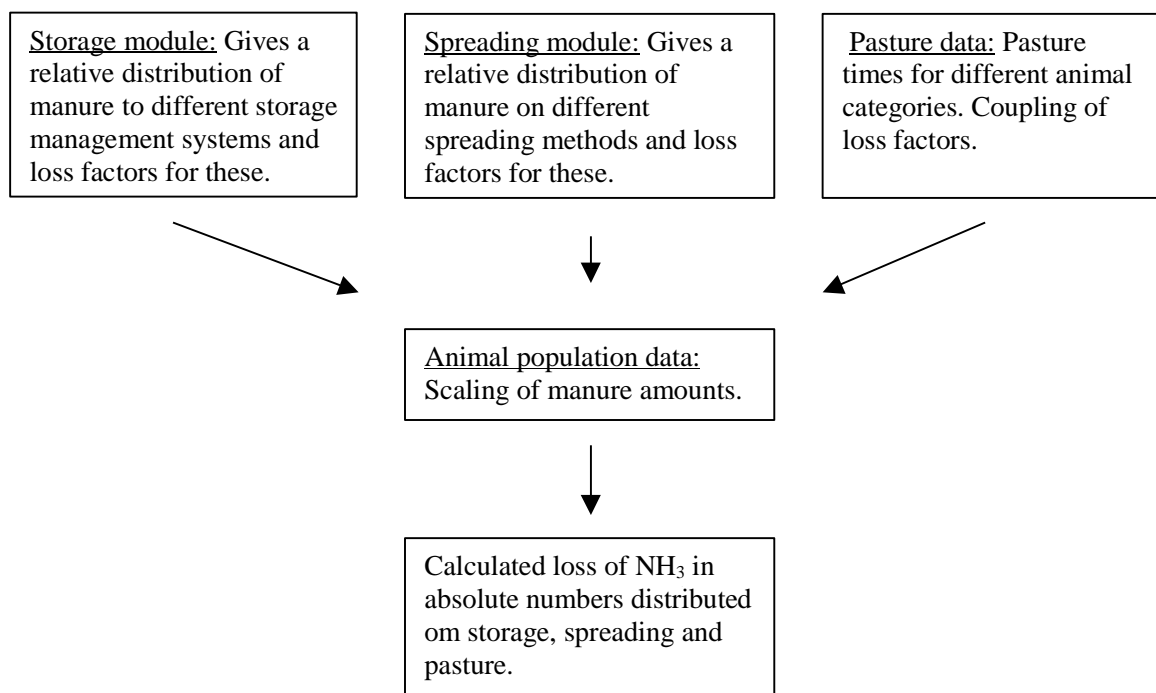 Storage module: Gives a
relative distribution of
manure to different storage
management systems and
loss factors for these.
Spreading module: Gives a
relative distribution of
manure on different
spreading methods and loss
factors for these.
Pasture data: Pasture
times for different animal
categories. Coupling of
loss factors.
Animal population data:
Scaling of manure amounts.
Calculated loss of NH₃ in
absolute numbers distributed
om storage, spreading and
pasture.